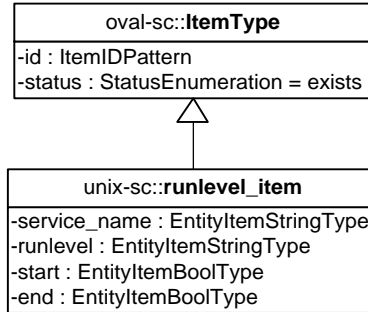 oval-sc::ItemType
-id : ItemIDPattern
-status : StatusEnumeration = exists
unix-sc::runlevel_item
-service_name : EntityItemStringType
-runlevel : EntityItemStringType
-start : EntityItemBoolType
-end : EntityItemBoolType